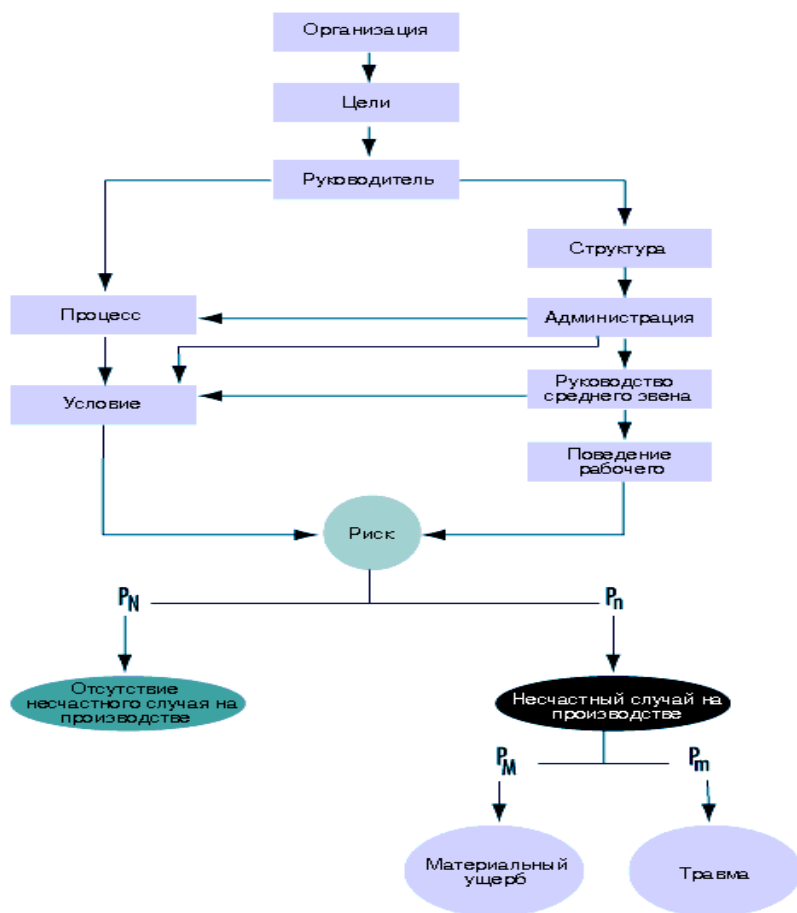 Организация
Цели
Руководитель
Структура
Процесс
Администрация
Условие
Руководство
среднего звена
Поведение
рабочего
Риск
PN
Pn
Отсутствие
несчастного случая на
производстве
Несчастный случай на
производстве
PM
Pm
Материальный
ущерб
Травма